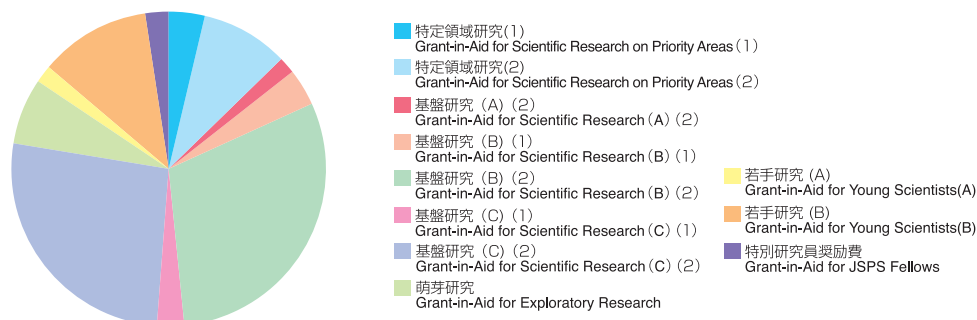 特定領域研究(1)
Grant-in-Aid for Scientific Research on Priority Areas(1)
特定領域研究(2)
Grant-in-Aid for Scientific Research on Priority Areas(2)
基盤研究(A)(2)
Grant-in-Aid for Scientific Research(A)(2)
基盤研究(B)(1)
Grant-in-Aid for Scientific Research(B)(1)
基盤研究(B)(2)
Grant-in-Aid for Scientific Research(B)(2)
基盤研究(C)(1)
Grant-in-Aid for Scientific Research(C)(1)
基盤研究(C)(2)
Grant-in-Aid for Scientific Research(C)(2)
萌芽研究
Grant-in-Aid for Exploratory Research
若手研究 (A)
Grant-in-Aid for Young Scientists(A)
若手研究 (B)
Grant-in-Aid for Young Scientists(B)
特別研究員奨励費
Grant-in-Aid for JSPS Fellows